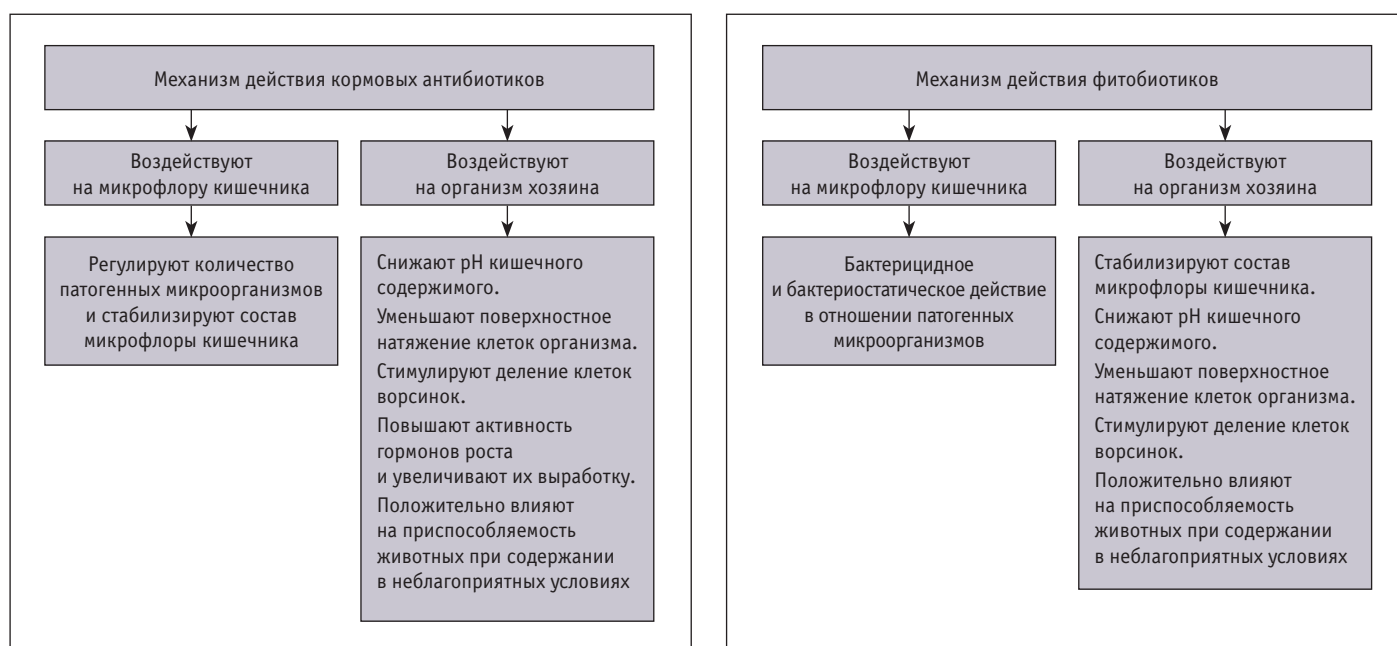 Механизм действия кормовых антибиотиков
Воздействуют
на микрофлору кишечника
Воздействуют
на организм хозяина
Регулируют количество
патогенных микроорганизмов
и стабилизируют состав
микрофлоры кишечника
Снижают pH кишечного
содержимого.
Уменьшают поверхностное
натяжение клеток организма.
Стимулируют деление клеток
ворсинок.
Повышают активность
гормонов роста
и увеличивают их выработку.
Положительно влияют
на приспособляемость
животных при содержании
в неблагоприятных условиях
Механизм действия фитобиотиков
Воздействуют
на микрофлору кишечника
Воздействуют
на организм хозяина
Бактерицидное
и бактериостатическое действие
в отношении патогенных
микроорганизмов
Стабилизируют состав
микрофлоры кишечника.
Снижают pH кишечного
содержимого.
Уменьшают поверхностное
натяжение клеток организма.
Стимулируют деление клеток
ворсинок.
Положительно влияют
на приспособляемость
животных при содержании
в неблагоприятных условиях